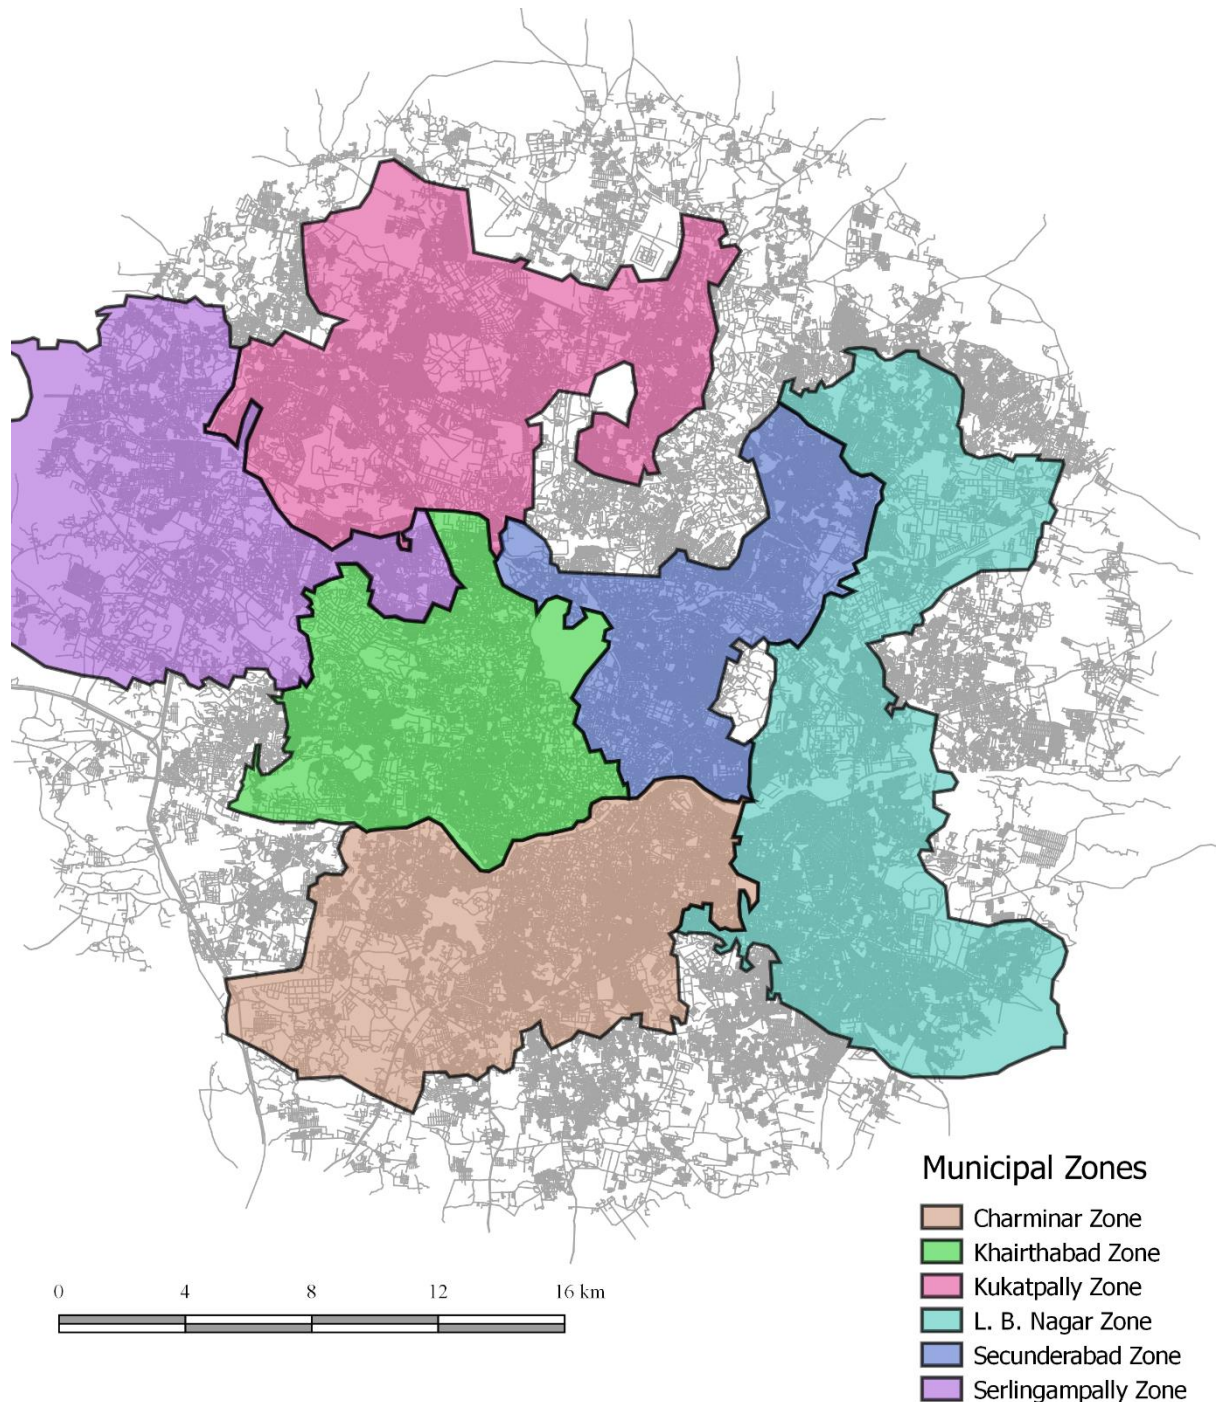 Municipal Zones
Charminar Zone
Khairthabad Zone
Kukatpally Zone
L. B. Nagar Zone
Secunderabad Zone
Serlingampally Zone
0 4 8 12 16 km